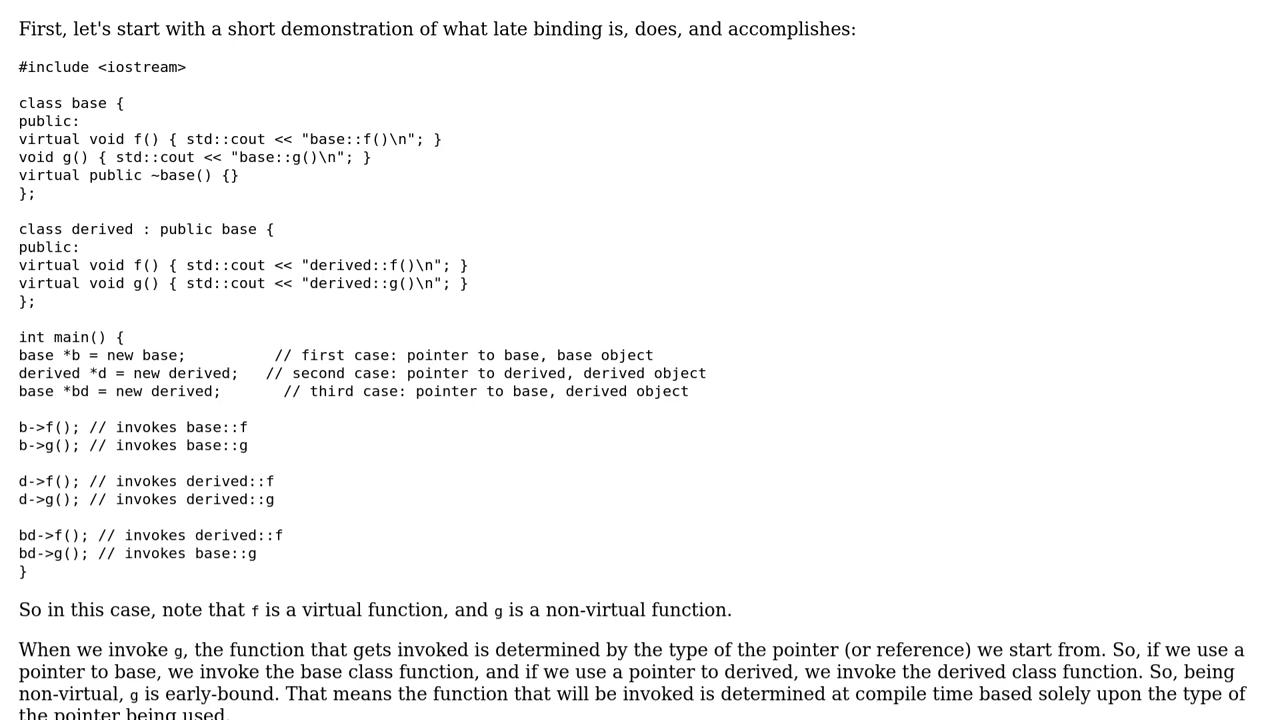 First, let's start with a short demonstration of what late binding is, does, and accomplishes:
#include <iostream>
class base {
public:
virtual void f() { std::cout << "base::f()\n"; }
void g() { std::cout << "base::g()\n"; }
virtual public ~base() {}
};
class derived : public base {
public:
virtual void f() { std::cout << "derived::f()\n"; }
virtual void g() { std::cout << "derived::g()\n"; }
};
int main() {
base *b = new base;          // first case: pointer to base, base object
derived *d = new derived;   // second case: pointer to derived, derived object
base *bd = new derived;       // third case: pointer to base, derived object
b->f(); // invokes base::f
b->g(); // invokes base::g
d->f(); // invokes derived::f
d->g(); // invokes derived::g
bd->f(); // invokes derived::f
bd->g(); // invokes base::g
}
So in this case, note that f is a virtual function, and g is a non-virtual function.
When we invoke g, the function that gets invoked is determined by the type of the pointer (or reference) we start from. So, if we use a
pointer to base, we invoke the base class function, and if we use a pointer to derived, we invoke the derived class function. So, being
non-virtual, g is early-bound. That means the function that will be invoked is determined at compile time based solely upon the type of
the pointer being used.